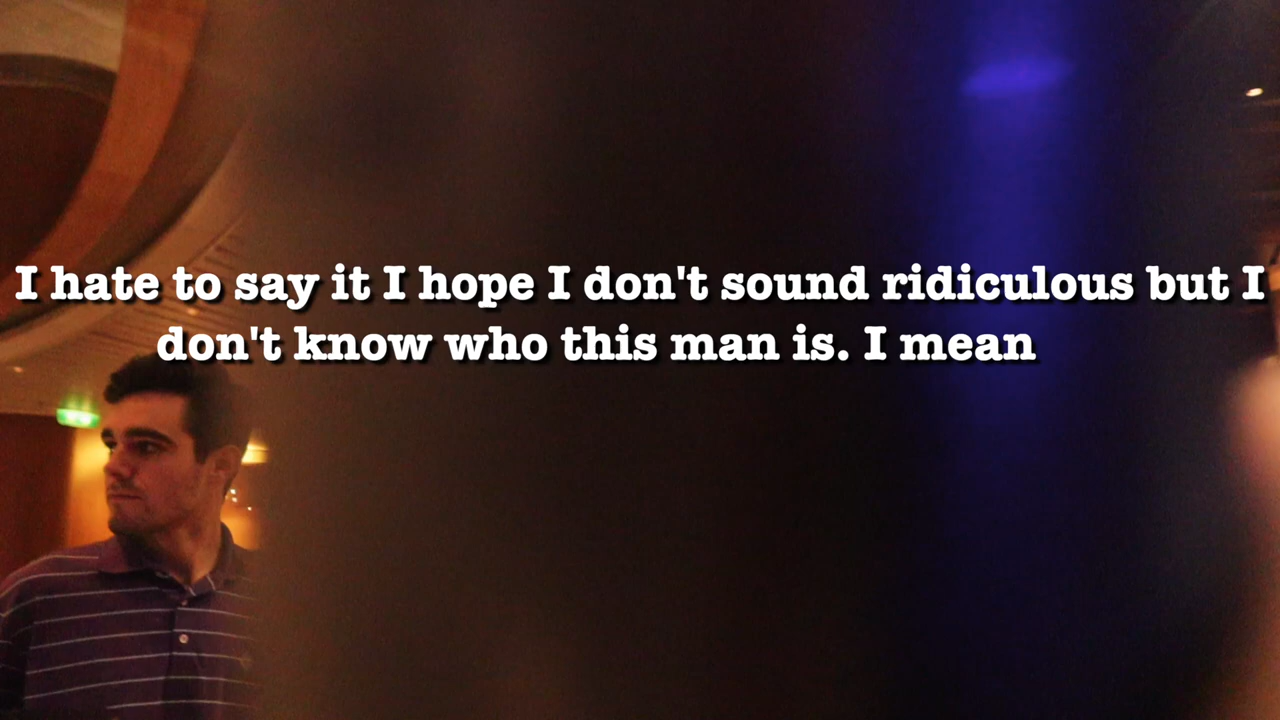 I hate to say it I hope I don't sound ridiculous but I
don't know who this man is. I mean